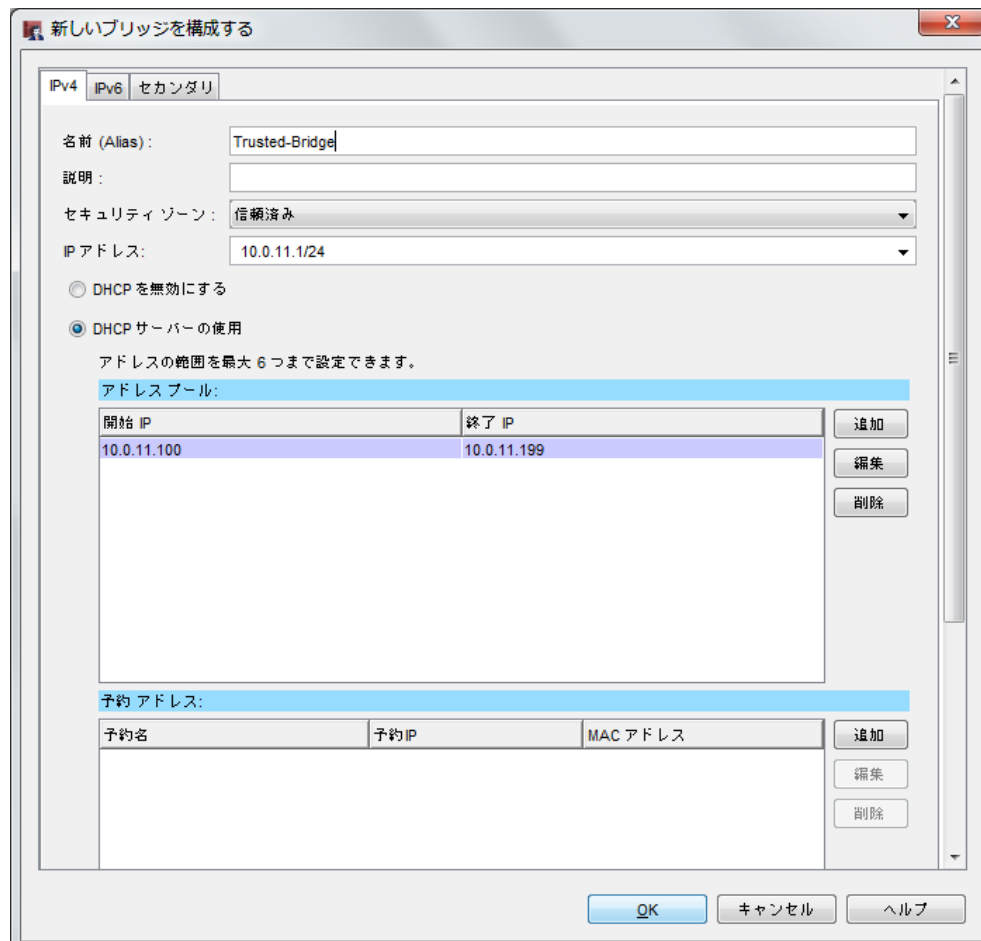 新しいブリッジを構成する
IPv4 IPv6 セカンダリ
名前 (Alias) : Trusted-Bridge
説明 :
セキュリティ ゾーン : 信頼済み
IP アドレス: 10.0.11.1/24
DHCP を無効にする
DHCP サーバーの使用
アドレスの範囲を最大 6 つまで設定できます。
アドレス プール:
開始 IP 終了 IP 追加
10.0.11.100 10.0.11.199
編集
削除
予約 アドレス:
予約名 予約IP MAC アドレス 追加
編集
削除
OK キャンセル ヘルプ